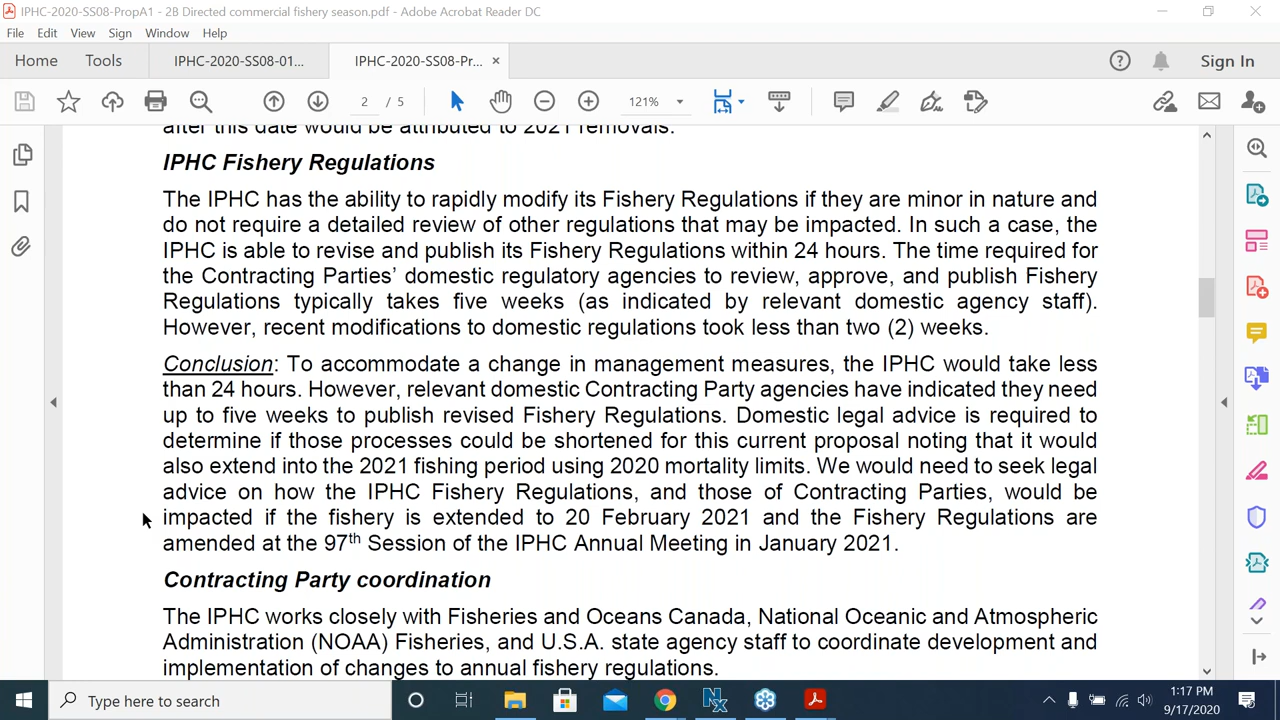 IPHC-2020-SS08-PropA1 - 2B Directed commercial fishery season.pdf - Adobe Acrobat Reader DC
File Edit View Sign Window Help
Home Tools IPHC-2020-SS08-01... IPHC-2020-SS08-Pr... × Sign In
2 / 5 121%
after this date would be attributed to 2021 removals.
IPHC Fishery Regulations
The IPHC has the ability to rapidly modify its Fishery Regulations if they are minor in nature and
do not require a detailed review of other regulations that may be impacted. In such a case, the
IPHC is able to revise and publish its Fishery Regulations within 24 hours. The time required for
the Contracting Parties’ domestic regulatory agencies to review, approve, and publish Fishery
Regulations typically takes five weeks (as indicated by relevant domestic agency staff).
However, recent modifications to domestic regulations took less than two (2) weeks.
Conclusion: To accommodate a change in management measures, the IPHC would take less
than 24 hours. However, relevant domestic Contracting Party agencies have indicated they need
up to five weeks to publish revised Fishery Regulations. Domestic legal advice is required to
determine if those processes could be shortened for this current proposal noting that it would
also extend into the 2021 fishing period using 2020 mortality limits. We would need to seek legal
advice on how the IPHC Fishery Regulations, and those of Contracting Parties, would be
impacted if the fishery is extended to 20 February 2021 and the Fishery Regulations are
amended at the 97th Session of the IPHC Annual Meeting in January 2021.
Contracting Party coordination
The IPHC works closely with Fisheries and Oceans Canada, National Oceanic and Atmospheric
Administration (NOAA) Fisheries, and U.S.A. state agency staff to coordinate development and
implementation of changes to annual fishery regulations.
Type here to search
1:17 PM
9/17/2020